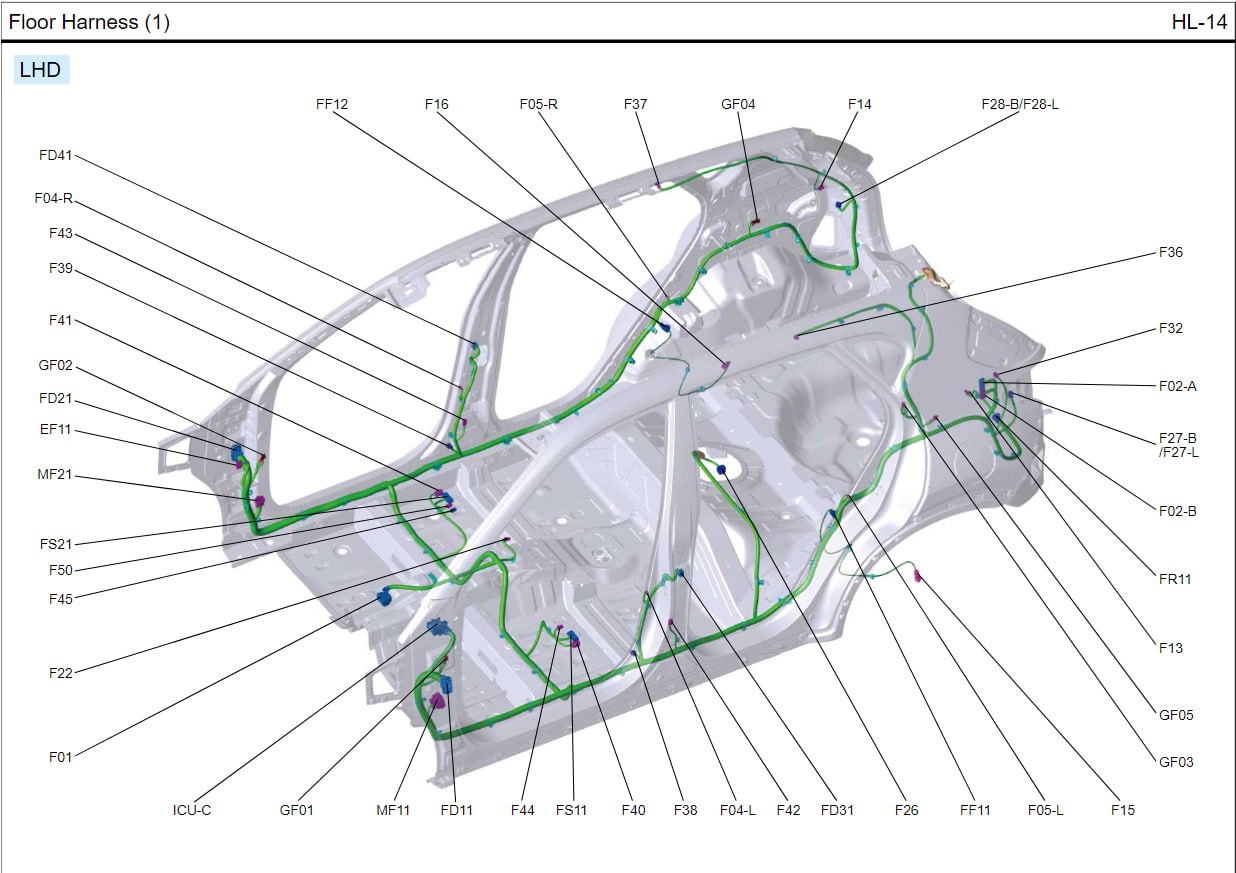 Floor Harness (1) HL-14
LHD
FF12 F16 F05-R F37 GF04 F14 F28-B/F28-L
FD41
F04-R
F43
F39
F41
GF02
FD21
EF11
MF21
FS21
F50
F45
F22
F01
F36
F32
F02-A
F27-B
/F27-L
F02-B
FR11
F13
GF05
GF03
ICU-C GF01 MF11 FD11 F44 FS11 F40 F38 F04-L F42 FD31 F26 FF11 F05-L F15